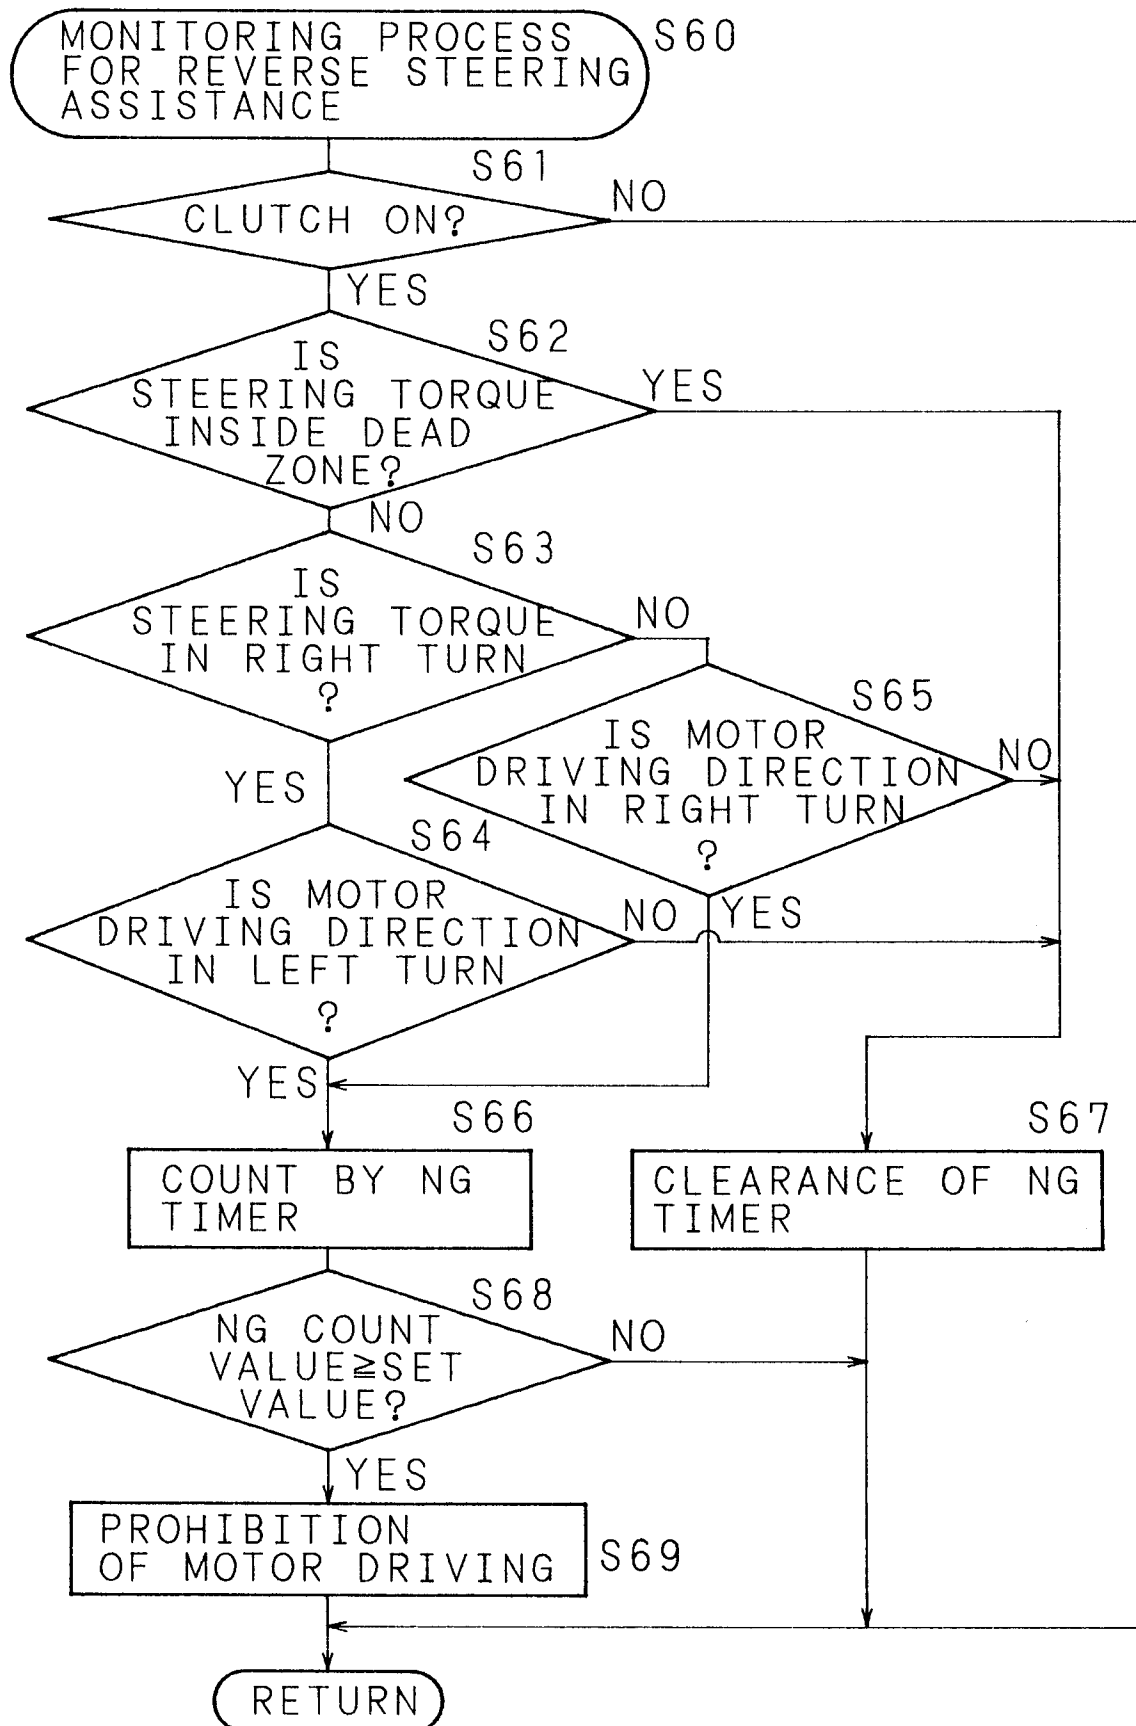 MONITORING PROCESS
FOR REVERSE STEERING
ASSISTANCE
S60
S61
CLUTCH ON?
NO
YES
S62
IS
STEERING TORQUE
INSIDE DEAD
ZONE?
YES
NO
S63
IS
STEERING TORQUE
IN RIGHT TURN
?
NO
YES
S65
IS MOTOR
DRIVING DIRECTION
IN RIGHT TURN
?
NO
YES
S64
IS MOTOR
DRIVING DIRECTION
IN LEFT TURN
?
NO
YES
S66
COUNT BY NG
TIMER
S67
CLEARANCE OF NG
TIMER
S68
NG COUNT
VALUE≧SET
VALUE?
NO
YES
PROHIBITION
OF MOTOR DRIVING
S69
RETURN